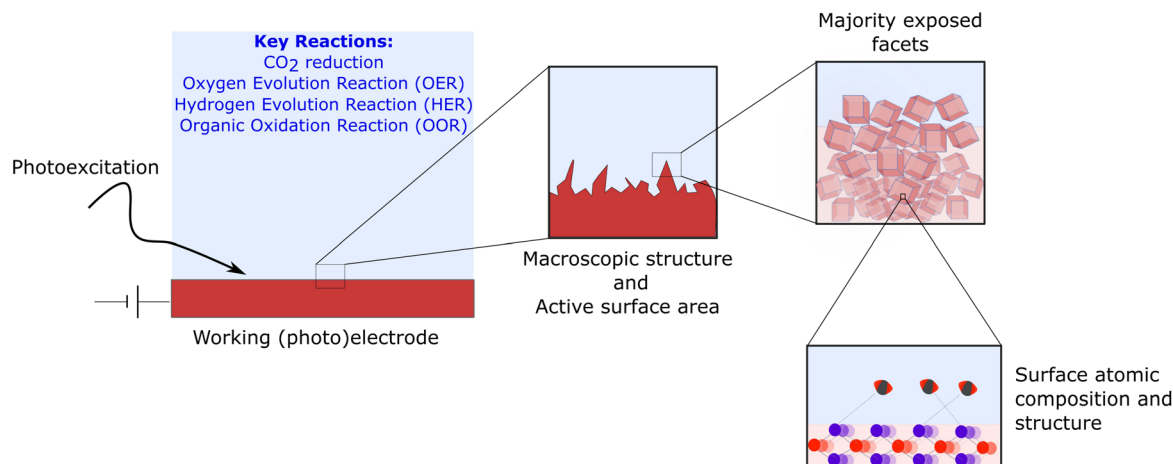 Key Reactions:
CO2 reduction
Oxygen Evolution Reaction (OER)
Hydrogen Evolution Reaction (HER)
Organic Oxidation Reaction (OOR)
Photoexcitation
Working (photo)electrode
Macroscopic structure
and
Active surface area
Majority exposed
facets
Surface atomic
composition and
structure